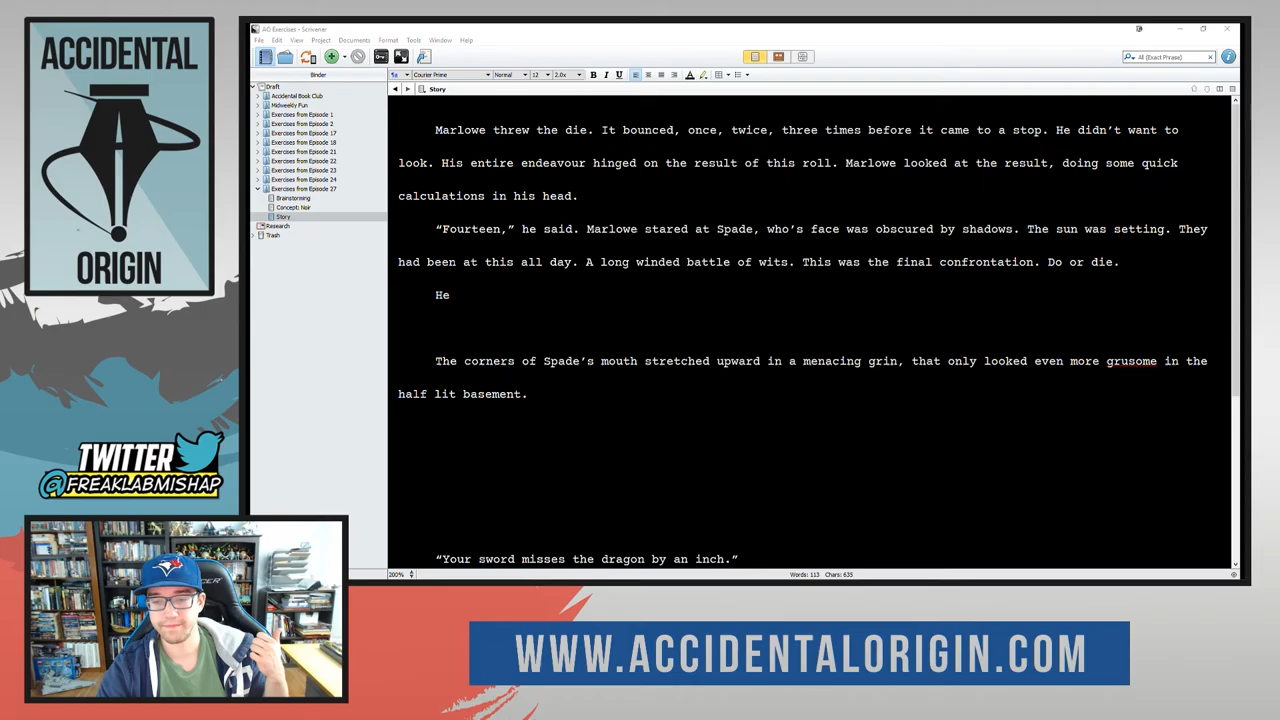 ACCIDENTAL
ORIGIN
TWITTER
@FREAKLABMISHAP
AO Exercises - Scrivener
File Edit View Project Documents Format Tools Window Help
All (Exact Phrase)
Binder
Courier Prime Normal 12 2.0x B I U A
Draft
Accidental Book Club
Midweekly Fun
Exercises from Episode 1
Exercises from Episode 2
Exercises from Episode 17
Exercises from Episode 18
Exercises from Episode 21
Exercises from Episode 22
Exercises from Episode 23
Exercises from Episode 24
Exercises from Episode 27
Brainstorming
Concept: Noir
Story
Research
Trash
Story
Marlowe threw the die. It bounced, once, twice, three times before it came to a stop. He didn’t want to
look. His entire endeavour hinged on the result of this roll. Marlowe looked at the result, doing some quick
calculations in his head.
“Fourteen,” he said. Marlowe stared at Spade, who’s face was obscured by shadows. The sun was setting. They
had been at this all day. A long winded battle of wits. This was the final confrontation. Do or die.
He
The corners of Spade’s mouth stretched upward in a menacing grin, that only looked even more grusome in the
half lit basement.
“Your sword misses the dragon by an inch.”
200%
Words: 113 Chars: 635
WWW.ACCIDENTALORIGIN.COM